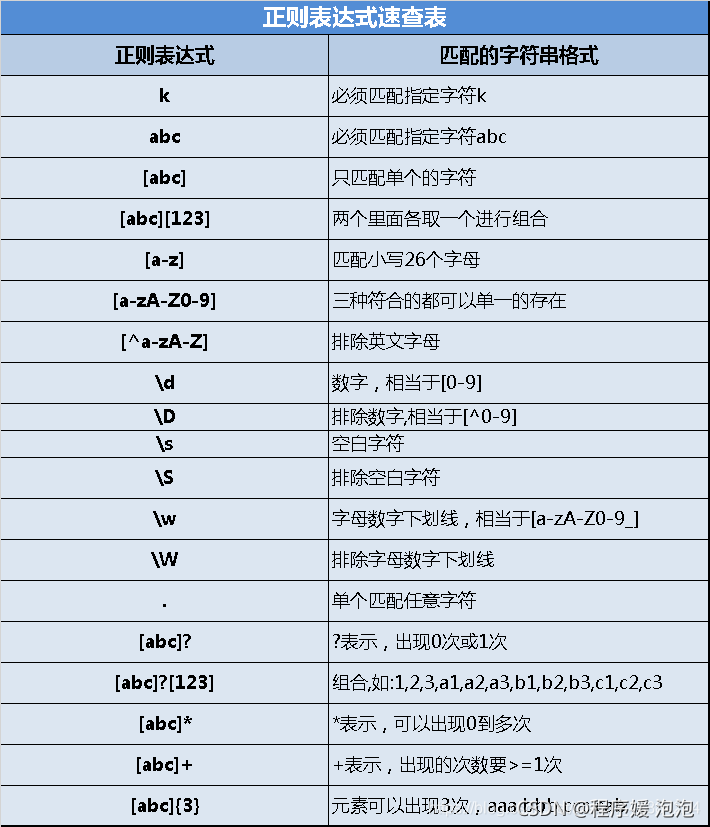 正则表达式速查表
正则表达式 匹配的字符串格式
k 必须匹配指定字符k
abc 必须匹配指定字符abc
[abc] 只匹配单个的字符
[abc][123] 两个里面各取一个进行组合
[a-z] 匹配小写26个字母
[a-zA-Z0-9] 三种符合的都可以单一的存在
[^a-zA-Z] 排除英文字母
\d 数字，相当于[0-9]
\D 排除数字,相当于[^0-9]
\s 空白字符
\S 排除空白字符
\w 字母数字下划线，相当于[a-zA-Z0-9_]
\W 排除字母数字下划线
. 单个匹配任意字符
[abc]? ?表示，出现0次或1次
[abc]?[123] 组合,如:1,2,3,a1,a2,a3,b1,b2,b3,c1,c2,c3
[abc]* *表示，可以出现0到多次
[abc]+ +表示，出现的次数要>=1次
[abc]{3} 元素可以出现3次，aaa
CSDN @程序媛 泡泡